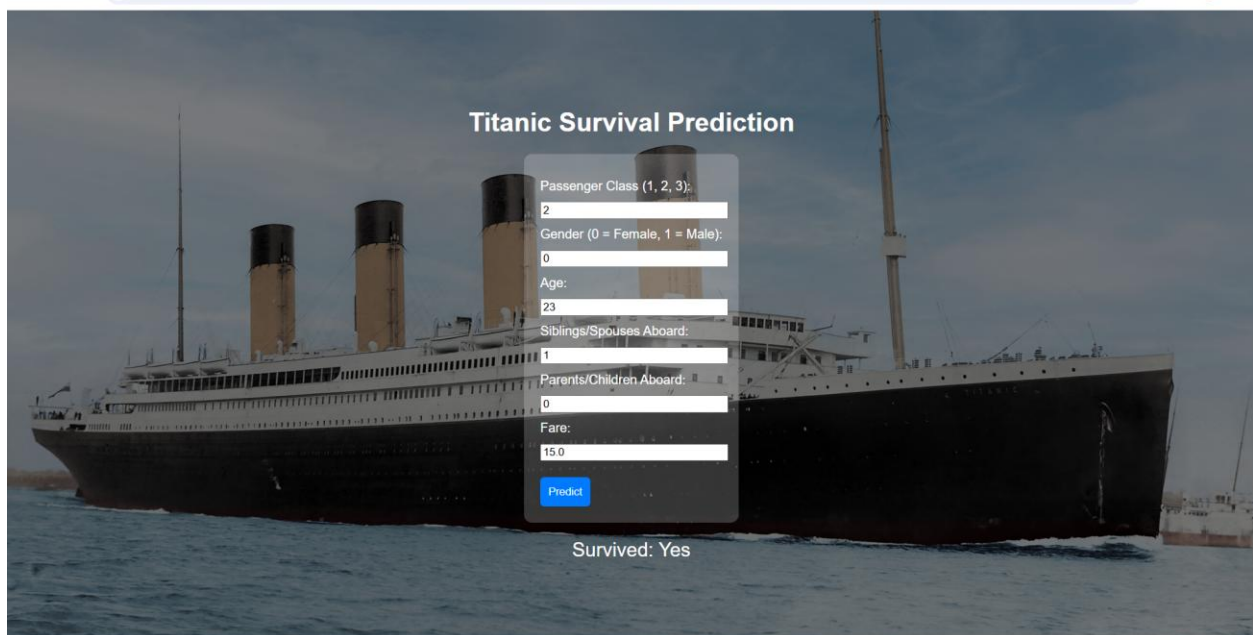 Titanic Survival Prediction
Passenger Class (1, 2, 3):
2
Gender (0 = Female, 1 = Male):
0
Age:
23
Siblings/Spouses Aboard:
1
Parents/Children Aboard:
0
Fare:
15.0
Predict
Survived: Yes
TITANIC